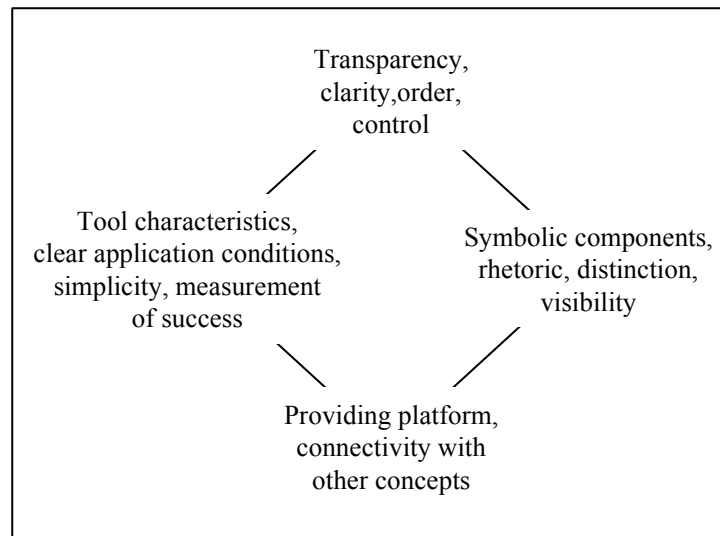 Transparency,
clarity,order,
control
Tool characteristics,
clear application conditions,
simplicity, measurement
of success
Symbolic components,
rhetoric, distinction,
visibility
Providing platform,
connectivity with
other concepts